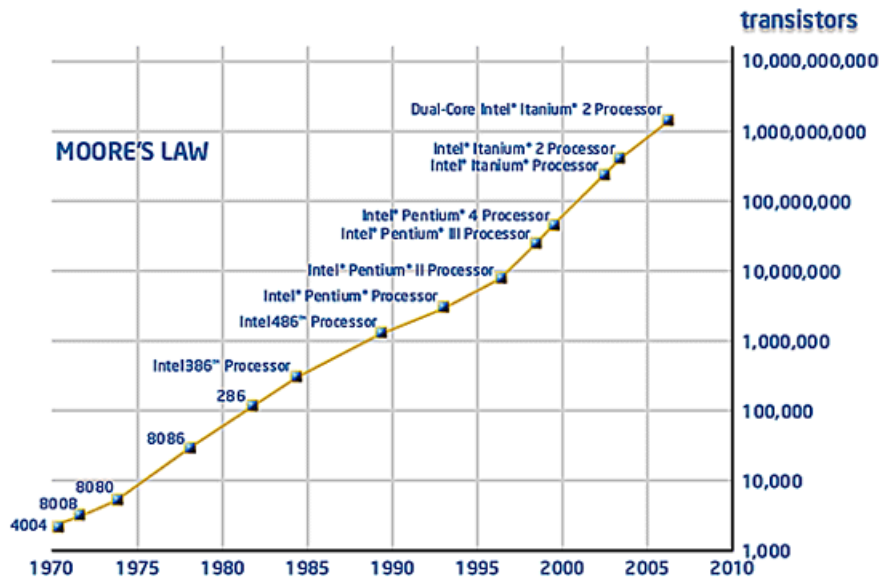 transistors
10,000,000,000
Dual-Core Intel® Itanium® 2 Processor
1,000,000,000
MOORE'S LAW
Intel® Itanium® 2 Processor
Intel® Itanium® Processor
100,000,000
Intel® Pentium® 4 Processor
Intel® Pentium® III Processor
Intel® Pentium® II Processor
10,000,000
Intel® Pentium® Processor
Intel486™ Processor
1,000,000
Intel386™ Processor
286
100,000
8086
8080
10,000
8008
4004
1,000
1970 1975 1980 1985 1990 1995 2000 2005 2010